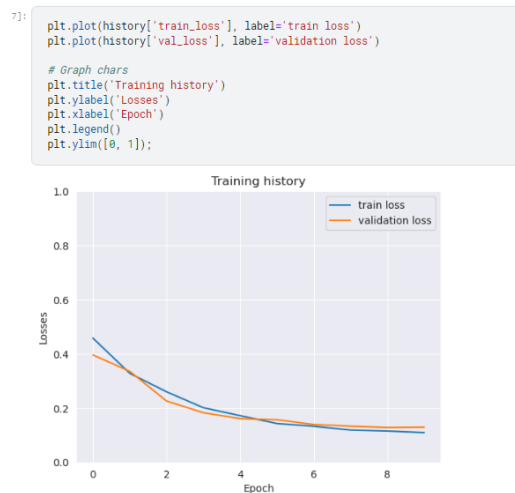 7]:
plt.plot(history['train_loss'], label='train loss')
plt.plot(history['val_loss'], label='validation loss')
# Graph chars
plt.title('Training history')
plt.ylabel('Losses')
plt.xlabel('Epoch')
plt.legend()
plt.ylim([0, 1]);
Training history
1.0
0.8
0.6
0.4
0.2
0.0
Losses
train loss
validation loss
0 2 4 6 8
Epoch